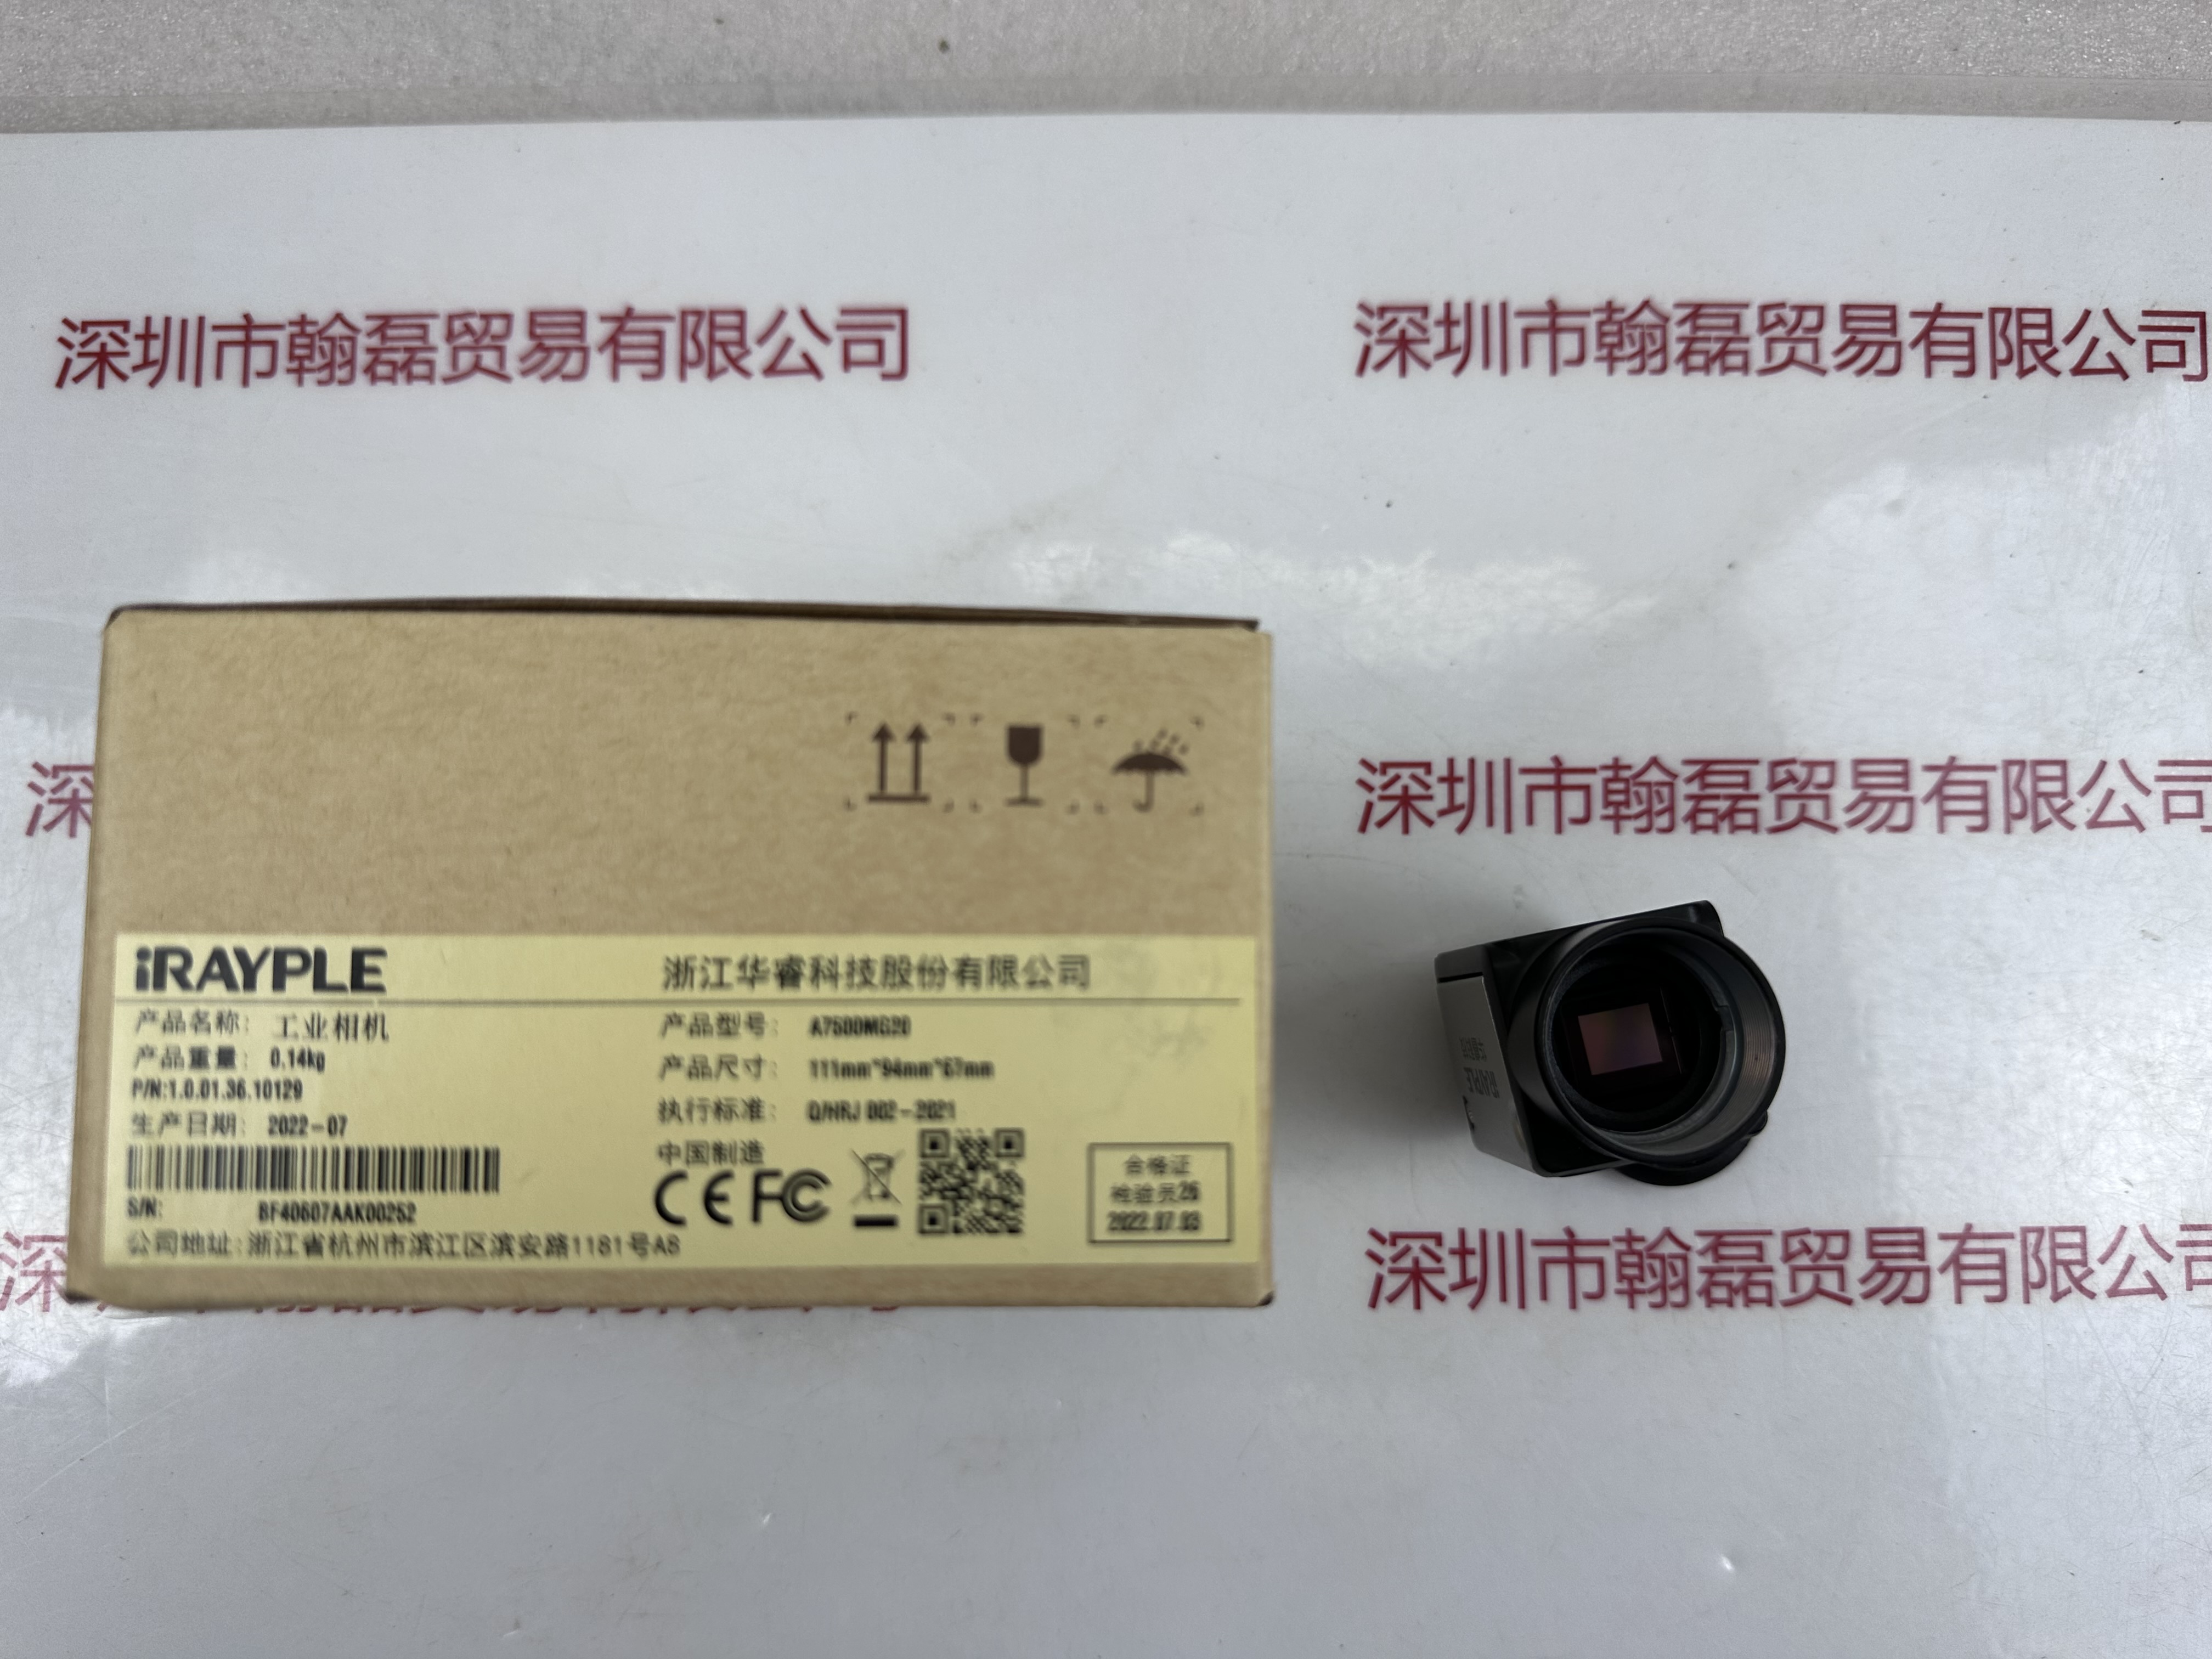 深圳市翰磊贸易有限公司
深圳市翰磊贸易有限公司
深
深圳市翰磊贸易有限公司
iRAYPLE
浙江华睿科技股份有限公司
产品名称: 工业相机
产品型号: A7500MG20
产品重量: 0.14kg
产品尺寸: 111mm*94mm*67mm
P/N:1.0.01.36.10129
执行标准: Q/HRJ 002-2021
生产日期: 2022-07
中国制造
CE FC
合格证
检验员26
2022.07.03
S/N: BF40607AAK00252
公司地址:浙江省杭州市滨江区滨安路1181号A8
深圳市翰磊贸易有限公司